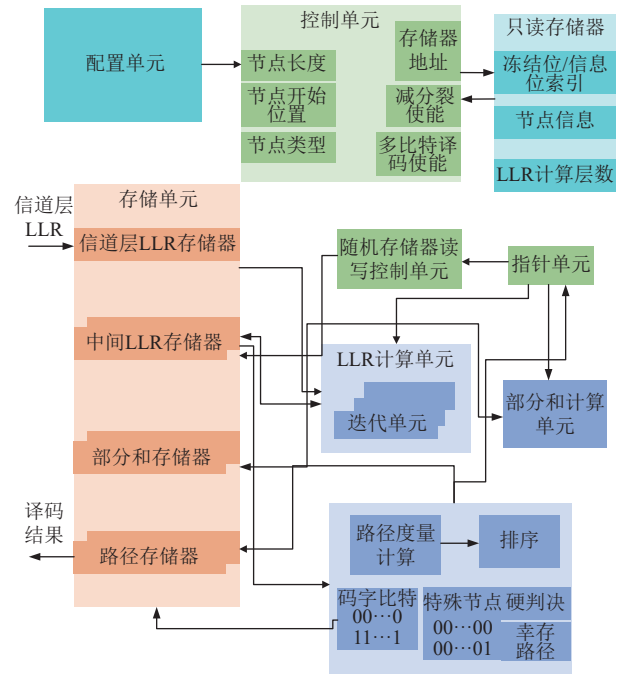 配置单元
控制单元
节点长度
节点开始
位置
节点类型
存储器
地址
减分裂
使能
多比特译
码使能
只读存储器
冻结位/信息
位索引
节点信息
LLR计算层数
信道层
LLR
存储单元
信道层LLR存储器
中间LLR存储器
部分和存储器
路径存储器
译码
结果
随机存储器读
写控制单元
指针单元
LLR计算单元
迭代单元
部分和计算
单元
路径度量
计算
排序
码字比特
00…0
11…1
特殊节点
00…00
00…01
硬判决
幸存
路径